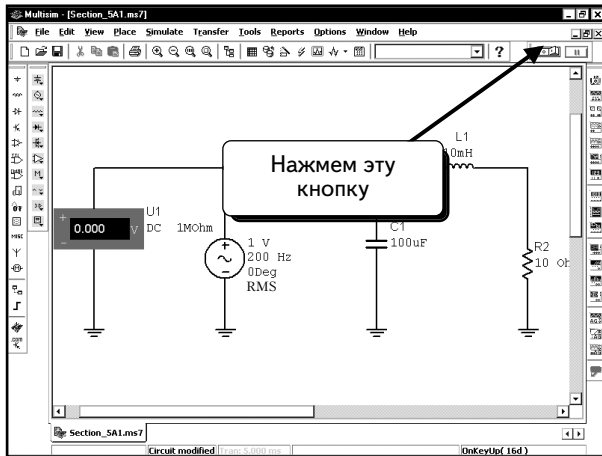 Multisim - [Section_5A1.ms7]
File Edit View Place Simulate Transfer Tools Reports Options Window Help
?
L1
0mH
Нажмем эту
кнопку
U1
0.000 V DC 1MOhm
1 V
200 Hz
0Deg
RMS
C1
100uF
R2
10 Oh
MISC
Section_5A1.ms7
Circuit modified Tran: 5.000 ms OnKeyUp( 16d )